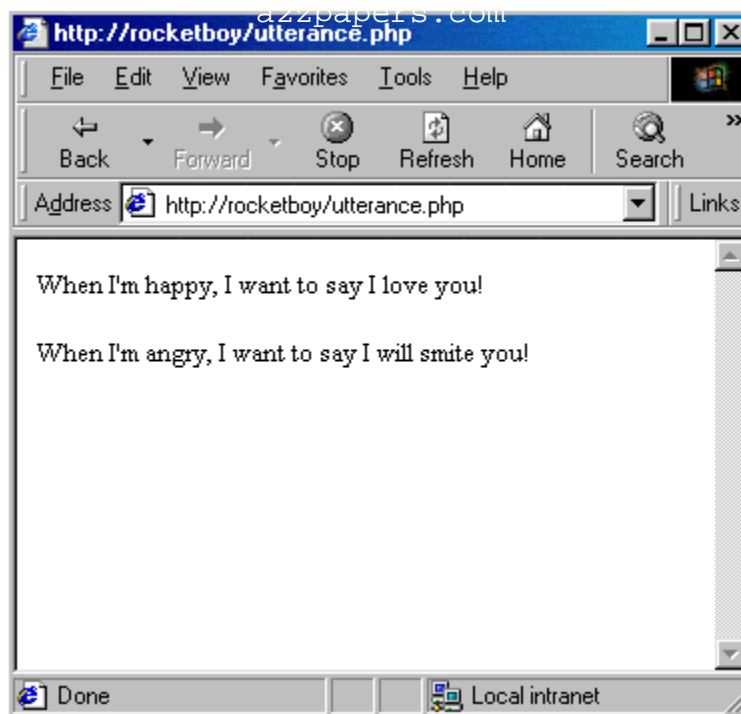 a2zpapers.com
http://rocketboy/utterance.php
File Edit View Favorites Tools Help
Back Forward Stop Refresh Home Search »
Address http://rocketboy/utterance.php Links
When I'm happy, I want to say I love you!
When I'm angry, I want to say I will smite you!
Done Local intranet